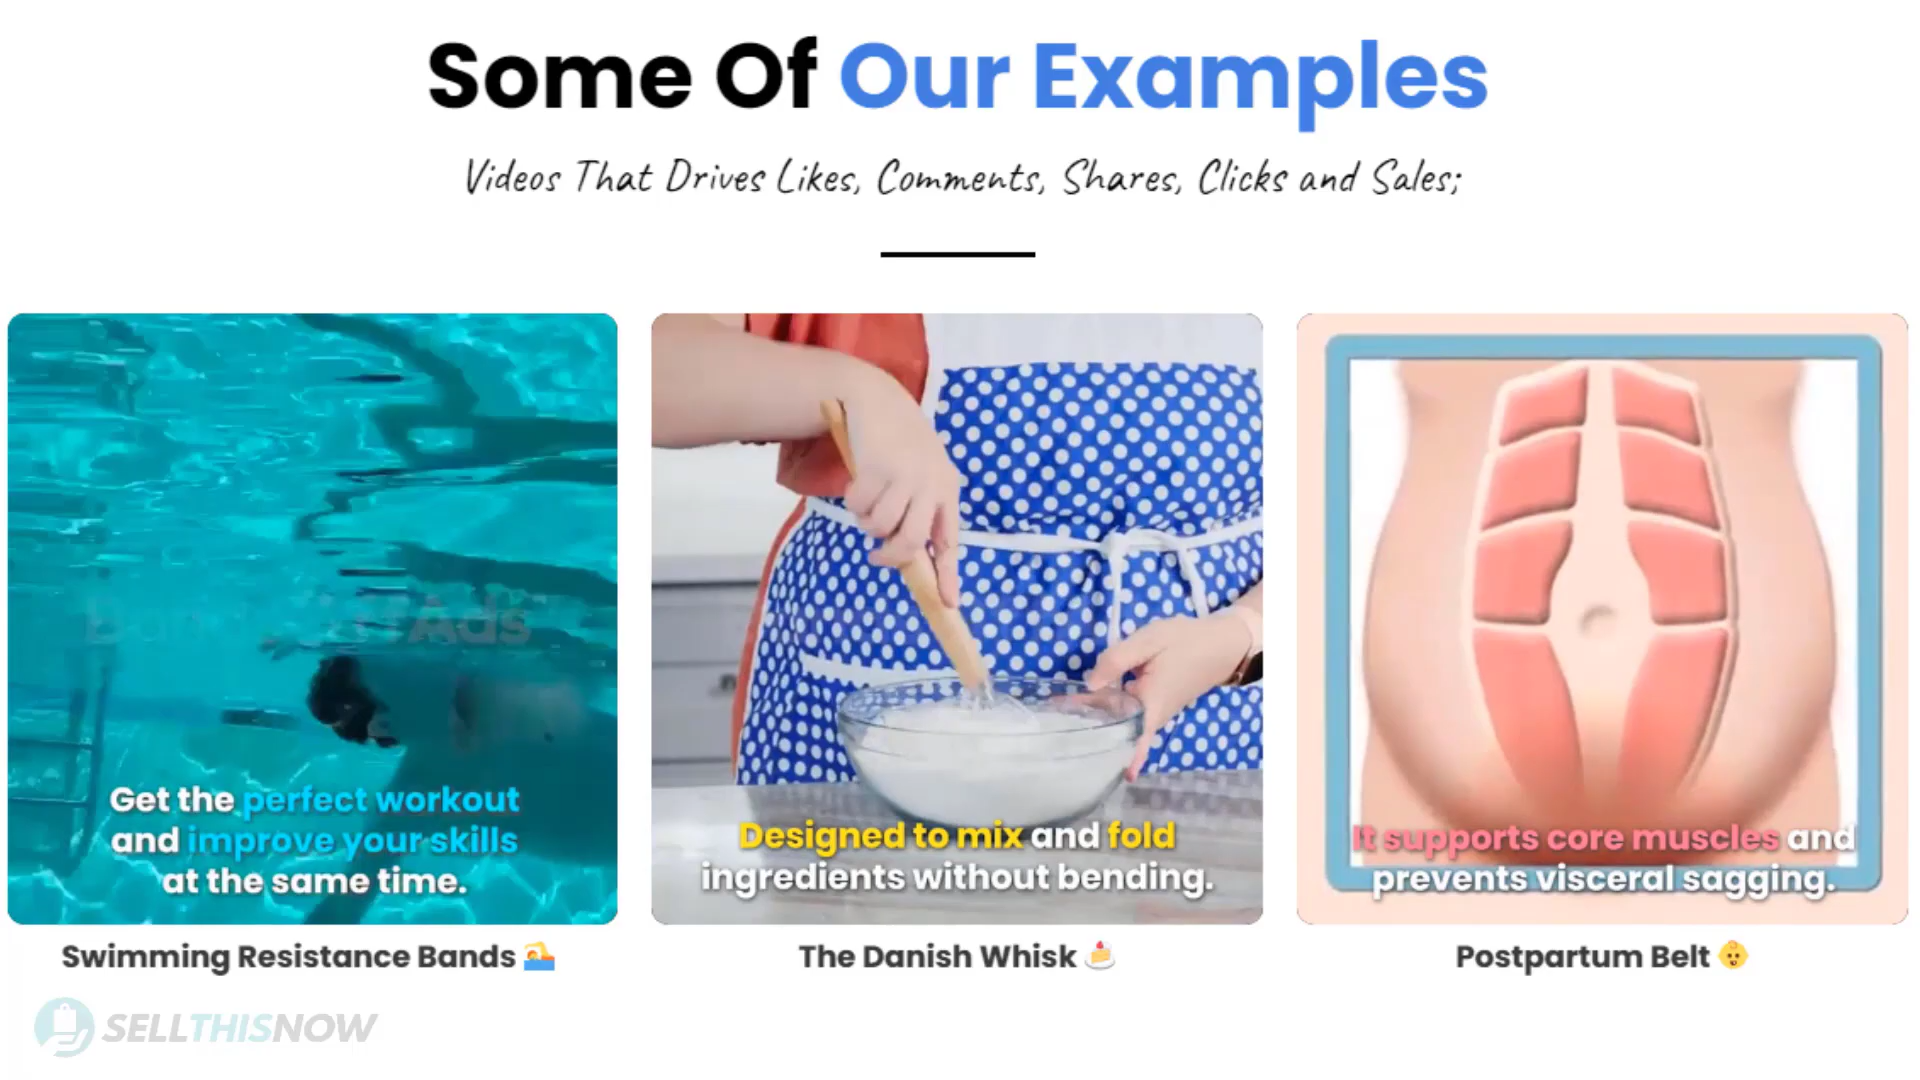 Some Of Our Examples
Videos That Drives Likes, Comments, Shares, Clicks and Sales;
Get the perfect workout
and improve your skills
at the same time.
Designed to mix and fold
ingredients without bending.
It supports core muscles and
prevents visceral sagging.
Swimming Resistance Bands
The Danish Whisk
Postpartum Belt
SELLTHISNOW